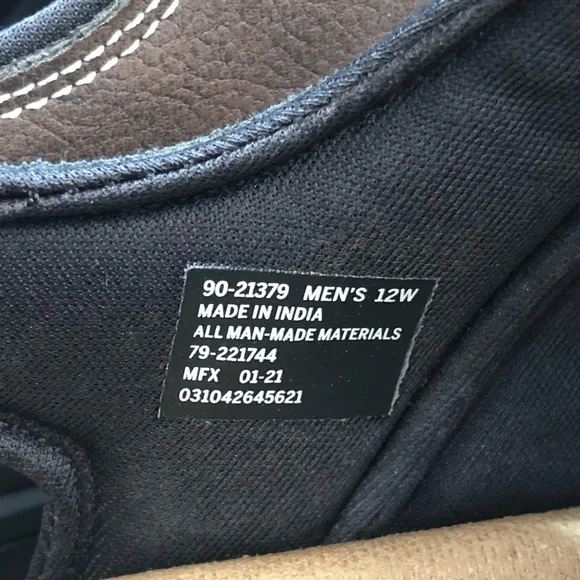 90-21379 MEN'S 12W
MADE IN INDIA
ALL MAN-MADE MATERIALS
79-221744
MFX 01-21
031042645621